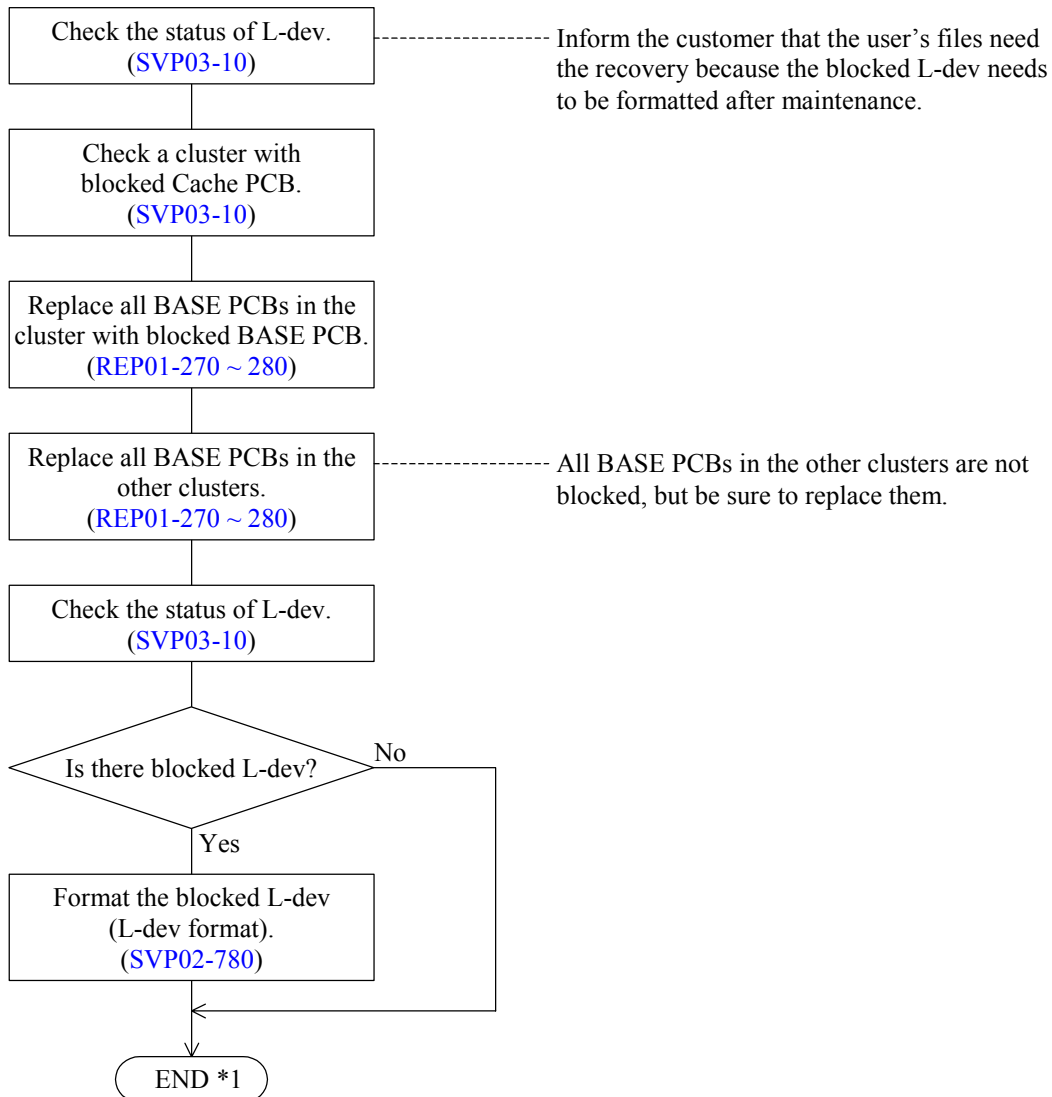 Check the status of L-dev.
(SVP03-10)
Inform the customer that the user's files need
the recovery because the blocked L-dev needs
to be formatted after maintenance.
Check a cluster with
blocked Cache PCB.
(SVP03-10)
Replace all BASE PCBs in the
cluster with blocked BASE PCB.
(REP01-270 ~ 280)
Replace all BASE PCBs in the
other clusters.
(REP01-270 ~ 280)
All BASE PCBs in the other clusters are not
blocked, but be sure to replace them.
Check the status of L-dev.
(SVP03-10)
Is there blocked L-dev?
No
Yes
Format the blocked L-dev
(L-dev format).
(SVP02-780)
END *1